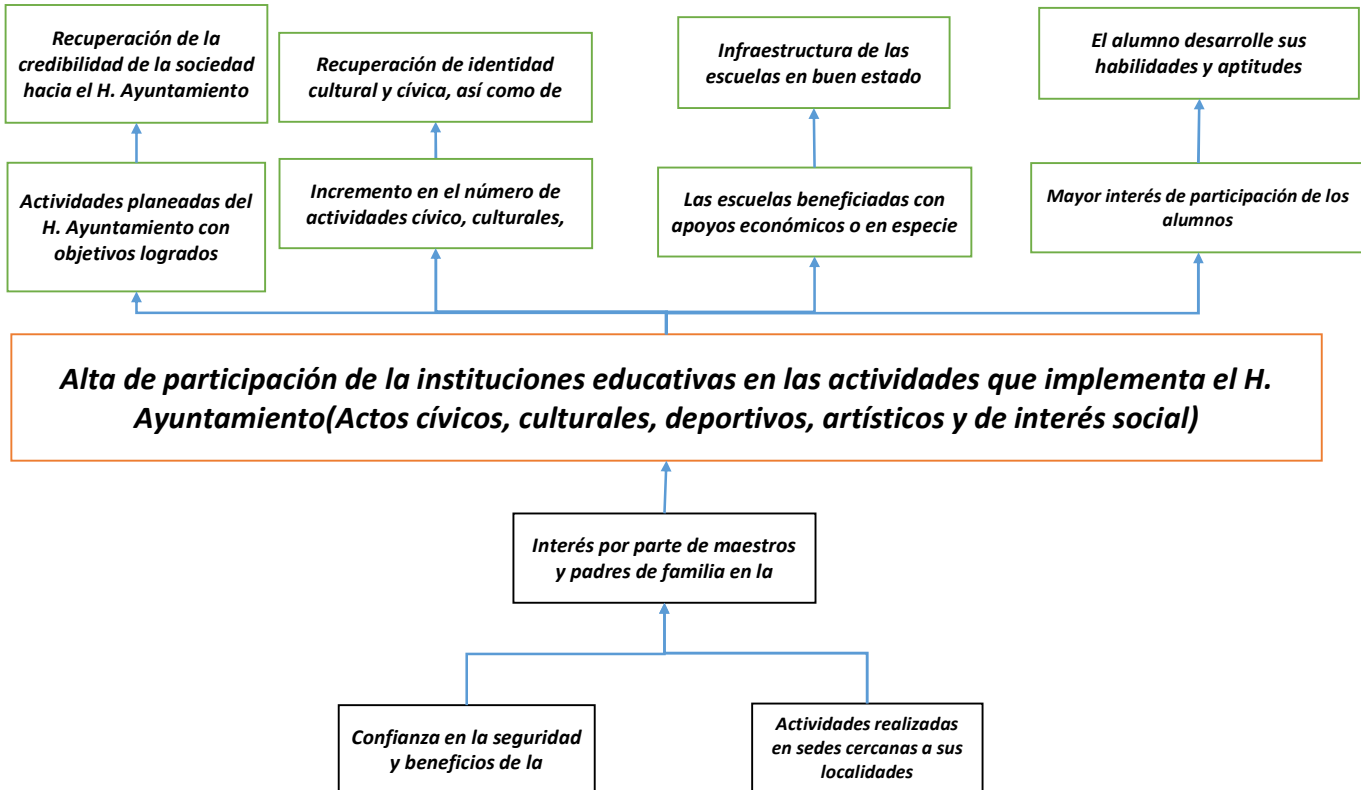 Recuperación de la
credibilidad de la sociedad
hacia el H. Ayuntamiento
Recuperación de identidad
cultural y cívica, así como de
Infraestructura de las
escuelas en buen estado
El alumno desarrolle sus
habilidades y aptitudes
Actividades planeadas del
H. Ayuntamiento con
objetivos logrados
Incremento en el número de
actividades cívico, culturales,
Las escuelas beneficiadas con
apoyos económicos o en especie
Mayor interés de participación de los
alumnos
Alta de participación de la instituciones educativas en las actividades que implementa el H.
Ayuntamiento(Actos cívicos, culturales, deportivos, artísticos y de interés social)
Interés por parte de maestros
y padres de familia en la
Confianza en la seguridad
y beneficios de la
Actividades realizadas
en sedes cercanas a sus
localidades